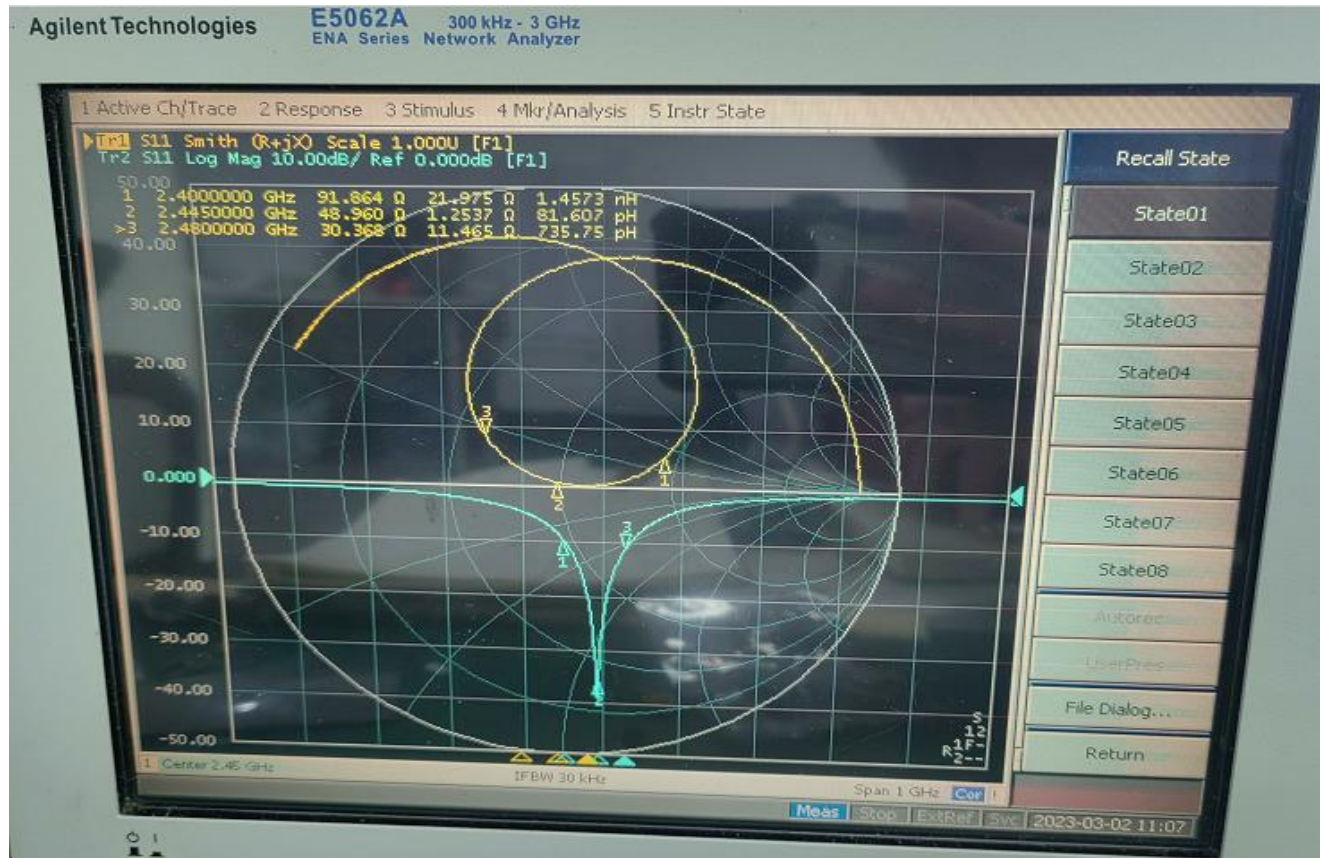 Agilent Technologies E5062A 300 kHz - 3 GHz
ENA Series Network Analyzer
1 Active Ch/Trace 2 Response 3 Stimulus 4 Mkr/Analysis 5 Instr State
Tr1 S11 Smith (R+jX) Scale 1.000U [F1]
Tr2 S11 Log Mag 10.00dB/ Ref 0.000dB [F1]
50.00
1 2.4000000 GHz 91.864 Ω 21.975 Ω 1.4573 nH
2 2.4450000 GHz 48.960 Ω 1.2537 Ω 81.607 pH
>3 2.4800000 GHz 30.368 Ω 11.465 Ω 735.75 pH
40.00
30.00
20.00
10.00
0.000
-10.00
-20.00
-30.00
-40.00
-50.00
3
2
1
1
3
2
1 Center 2.45 GHz
IFBW 30 kHz
Span 1 GHz Cor !
Meas Stop ExtRef Svc 2023-03-02 11:07
Recall State
State01
State02
State03
State04
State05
State06
State07
State08
Autorec
UserPres
File Dialog...
Return